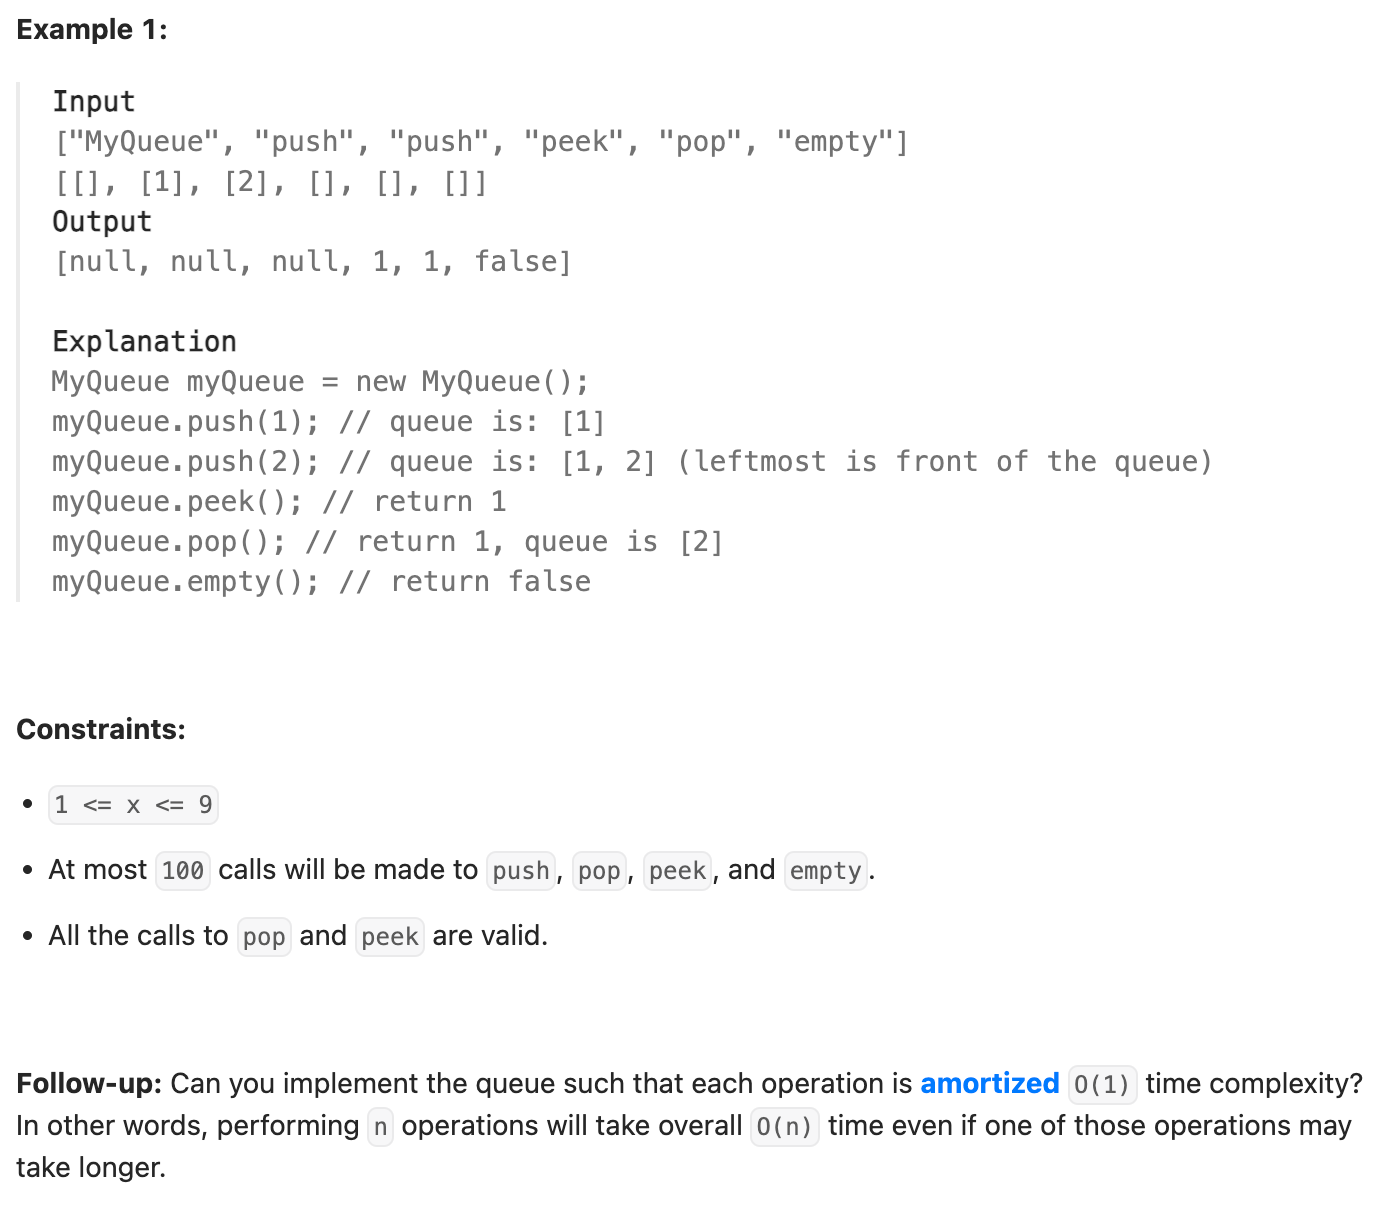 Example 1:
Input
["MyQueue", "push", "push", "peek", "pop", "empty"]
[[], [1], [2], [], [], []]
Output
[null, null, null, 1, 1, false]
Explanation
MyQueue myQueue = new MyQueue();
myQueue.push(1); // queue is: [1]
myQueue.push(2); // queue is: [1, 2] (leftmost is front of the queue)
myQueue.peek(); // return 1
myQueue.pop(); // return 1, queue is [2]
myQueue.empty(); // return false
Constraints:
• 1 <= x <= 9
• At most 100 calls will be made to push, pop, peek, and empty.
• All the calls to pop and peek are valid.
Follow-up: Can you implement the queue such that each operation is amortized O(1) time complexity?
In other words, performing n operations will take overall O(n) time even if one of those operations may
take longer.